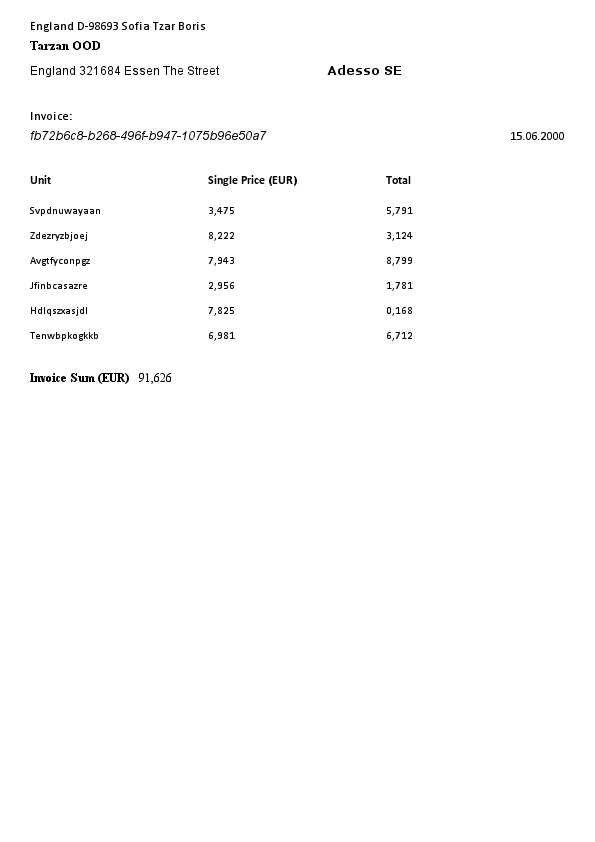 England D-98693 Sofia Tzar Boris
Tarzan OOD
England 321684 Essen The Street Adesso SE
Invoice:
fb72b6c8-b268-496f-b947-1075b96e50a7 15.06.2000
Unit Single Price (EUR) Total
Svpdnuwayaan 3,475 5,791
Zdezryzbjoej 8,222 3,124
Avgtfyconpgz 7,943 8,799
Jfinbcasazre 2,956 1,781
Hdlqszxasjdl 7,825 0,168
Tenwbpkogkkb 6,981 6,712
Invoice Sum (EUR) 91,626